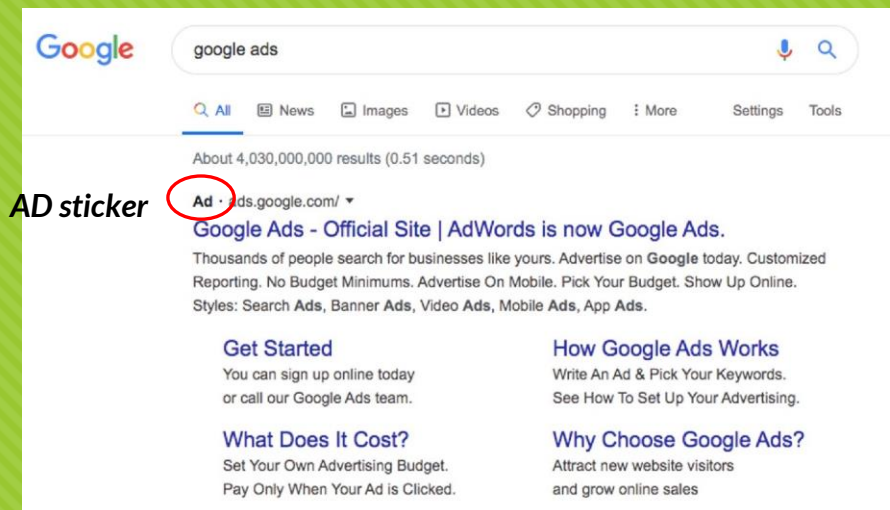 Google
google ads
All News Images Videos Shopping More Settings Tools
About 4,030,000,000 results (0.51 seconds)
AD sticker
Ad · ads.google.com/
Google Ads - Official Site | AdWords is now Google Ads.
Thousands of people search for businesses like yours. Advertise on Google today. Customized
Reporting. No Budget Minimums. Advertise On Mobile. Pick Your Budget. Show Up Online.
Styles: Search Ads, Banner Ads, Video Ads, Mobile Ads, App Ads.
Get Started
You can sign up online today
or call our Google Ads team.
How Google Ads Works
Write An Ad & Pick Your Keywords.
See How To Set Up Your Advertising.
What Does It Cost?
Set Your Own Advertising Budget.
Pay Only When Your Ad is Clicked.
Why Choose Google Ads?
Attract new website visitors
and grow online sales